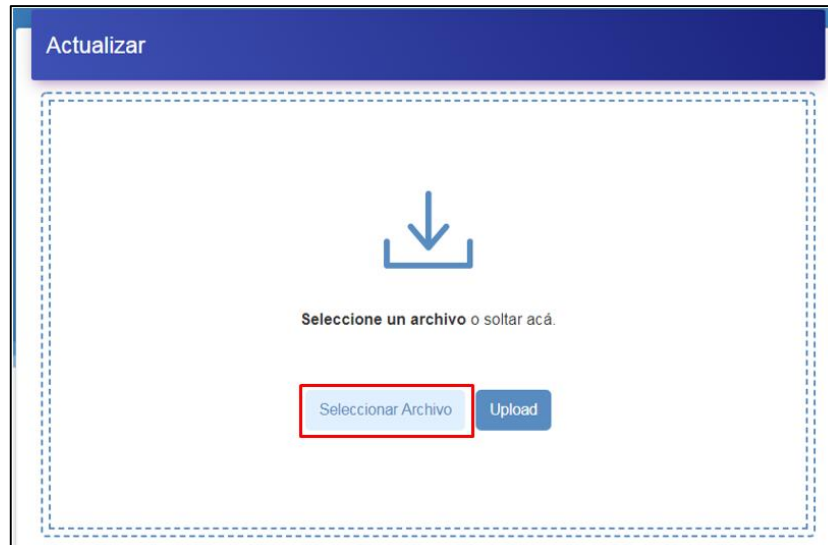 Actualizar
Seleccione un archivo o soltar acá.
Seleccionar Archivo Upload